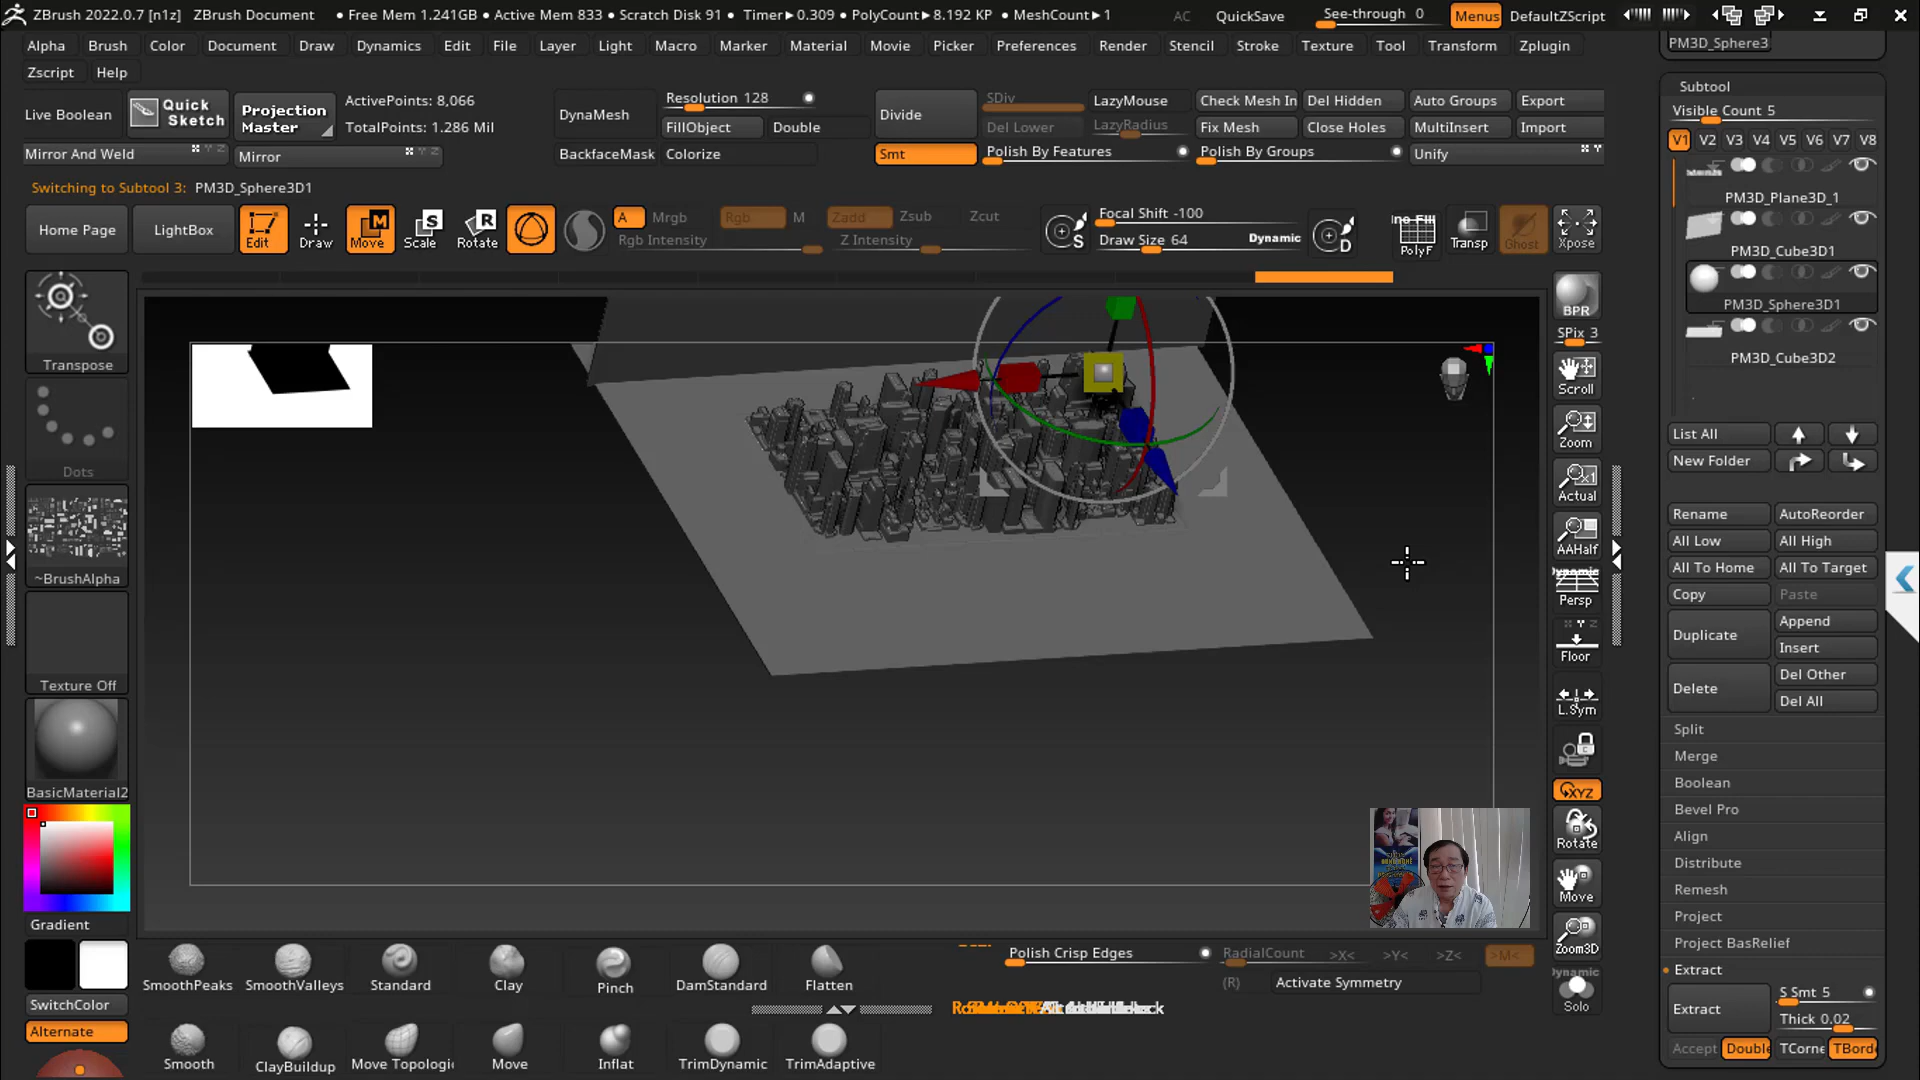 ZBrush 2022.0.7 [n1z] ZBrush Document • Free Mem 1.241GB • Active Mem 833 • Scratch Disk 91 • Timer▶0.309 • PolyCount▶8.192 KP • MeshCount▶1 AC QuickSave See-through 0 Menus DefaultZScript
Alpha Brush Color Document Draw Dynamics Edit File Layer Light Macro Marker Material Movie Picker Preferences Render Stencil Stroke Texture Tool Transform Zplugin
Zscript Help
Live Boolean Quick Sketch Projection Master ActivePoints: 8,066 DynaMesh Resolution 128 Divide SDiv LazyMouse Check Mesh In Del Hidden Auto Groups Export
TotalPoints: 1.286 Mil FillObject Double Del Lower LazyRadius Fix Mesh Close Holes MultiInsert Import
Mirror And Weld Mirror BackfaceMask Colorize Smt Polish By Features Polish By Groups Unify
Switching to Subtool 3: PM3D_Sphere3D1
Home Page LightBox Edit Draw Move Scale Rotate A Mrgb Rgb M Zadd Zsub Zcut Focal Shift -100 PolyF Transp Ghost Xpose
Rgb Intensity Z Intensity Draw Size 64 Dynamic
Transpose
Dots
~BrushAlpha
Texture Off
BasicMaterial2
Gradient
SwitchColor
Alternate
BPR
SPix 3
Scroll
Zoom
Actual
AAHalf
Dynamic
Persp
Floor
L.Sym
XYZ
Rotate
Move
Zoom3D
Dynamic
Solo
PM3D_Sphere3
Subtool
Visible Count 5
V1 V2 V3 V4 V5 V6 V7 V8
PM3D_Plane3D_1
PM3D_Cube3D1
PM3D_Sphere3D1
PM3D_Cube3D2
List All
New Folder
Rename AutoReorder
All Low All High
All To Home All To Target
Copy Paste
Duplicate Append
Insert
Delete Del Other
Del All
Split
Merge
Boolean
Bevel Pro
Align
Distribute
Remesh
Project
Project BasRelief
Extract
Extract S Smt 5
Thick 0.02
Accept Double TCorne TBorde
SmoothPeaks SmoothValleys Standard Clay Pinch DamStandard Flatten Polish Crisp Edges RadialCount >X< >Y< >Z< >M<
(R) Activate Symmetry
Smooth ClayBuildup Move Topologi Move Inflat TrimDynamic TrimAdaptive